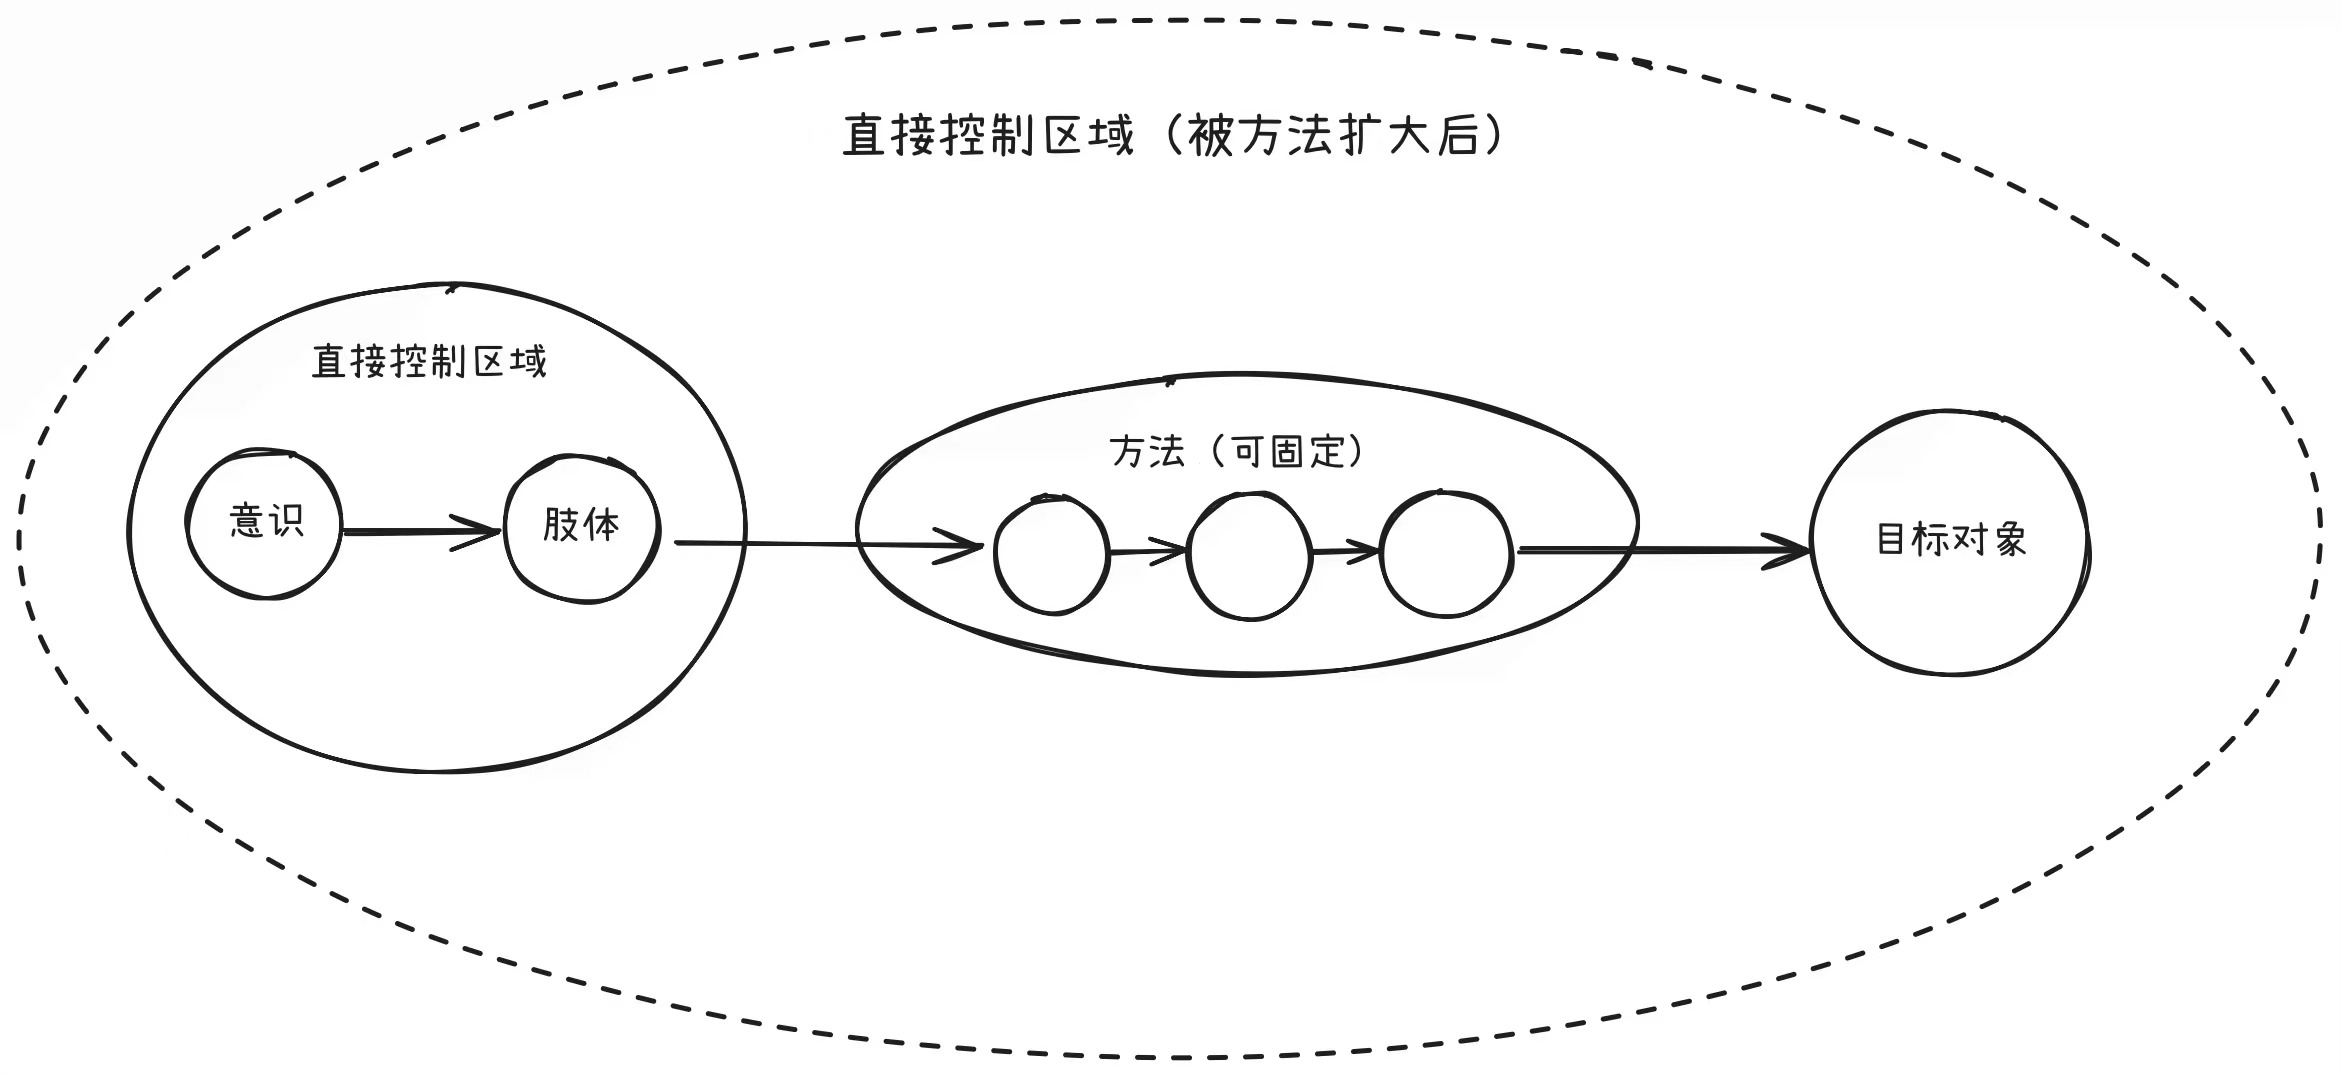 直接控制区域（被方法扩大后）
直接控制区域
意识
肢体
方法（可固定）
目标对象